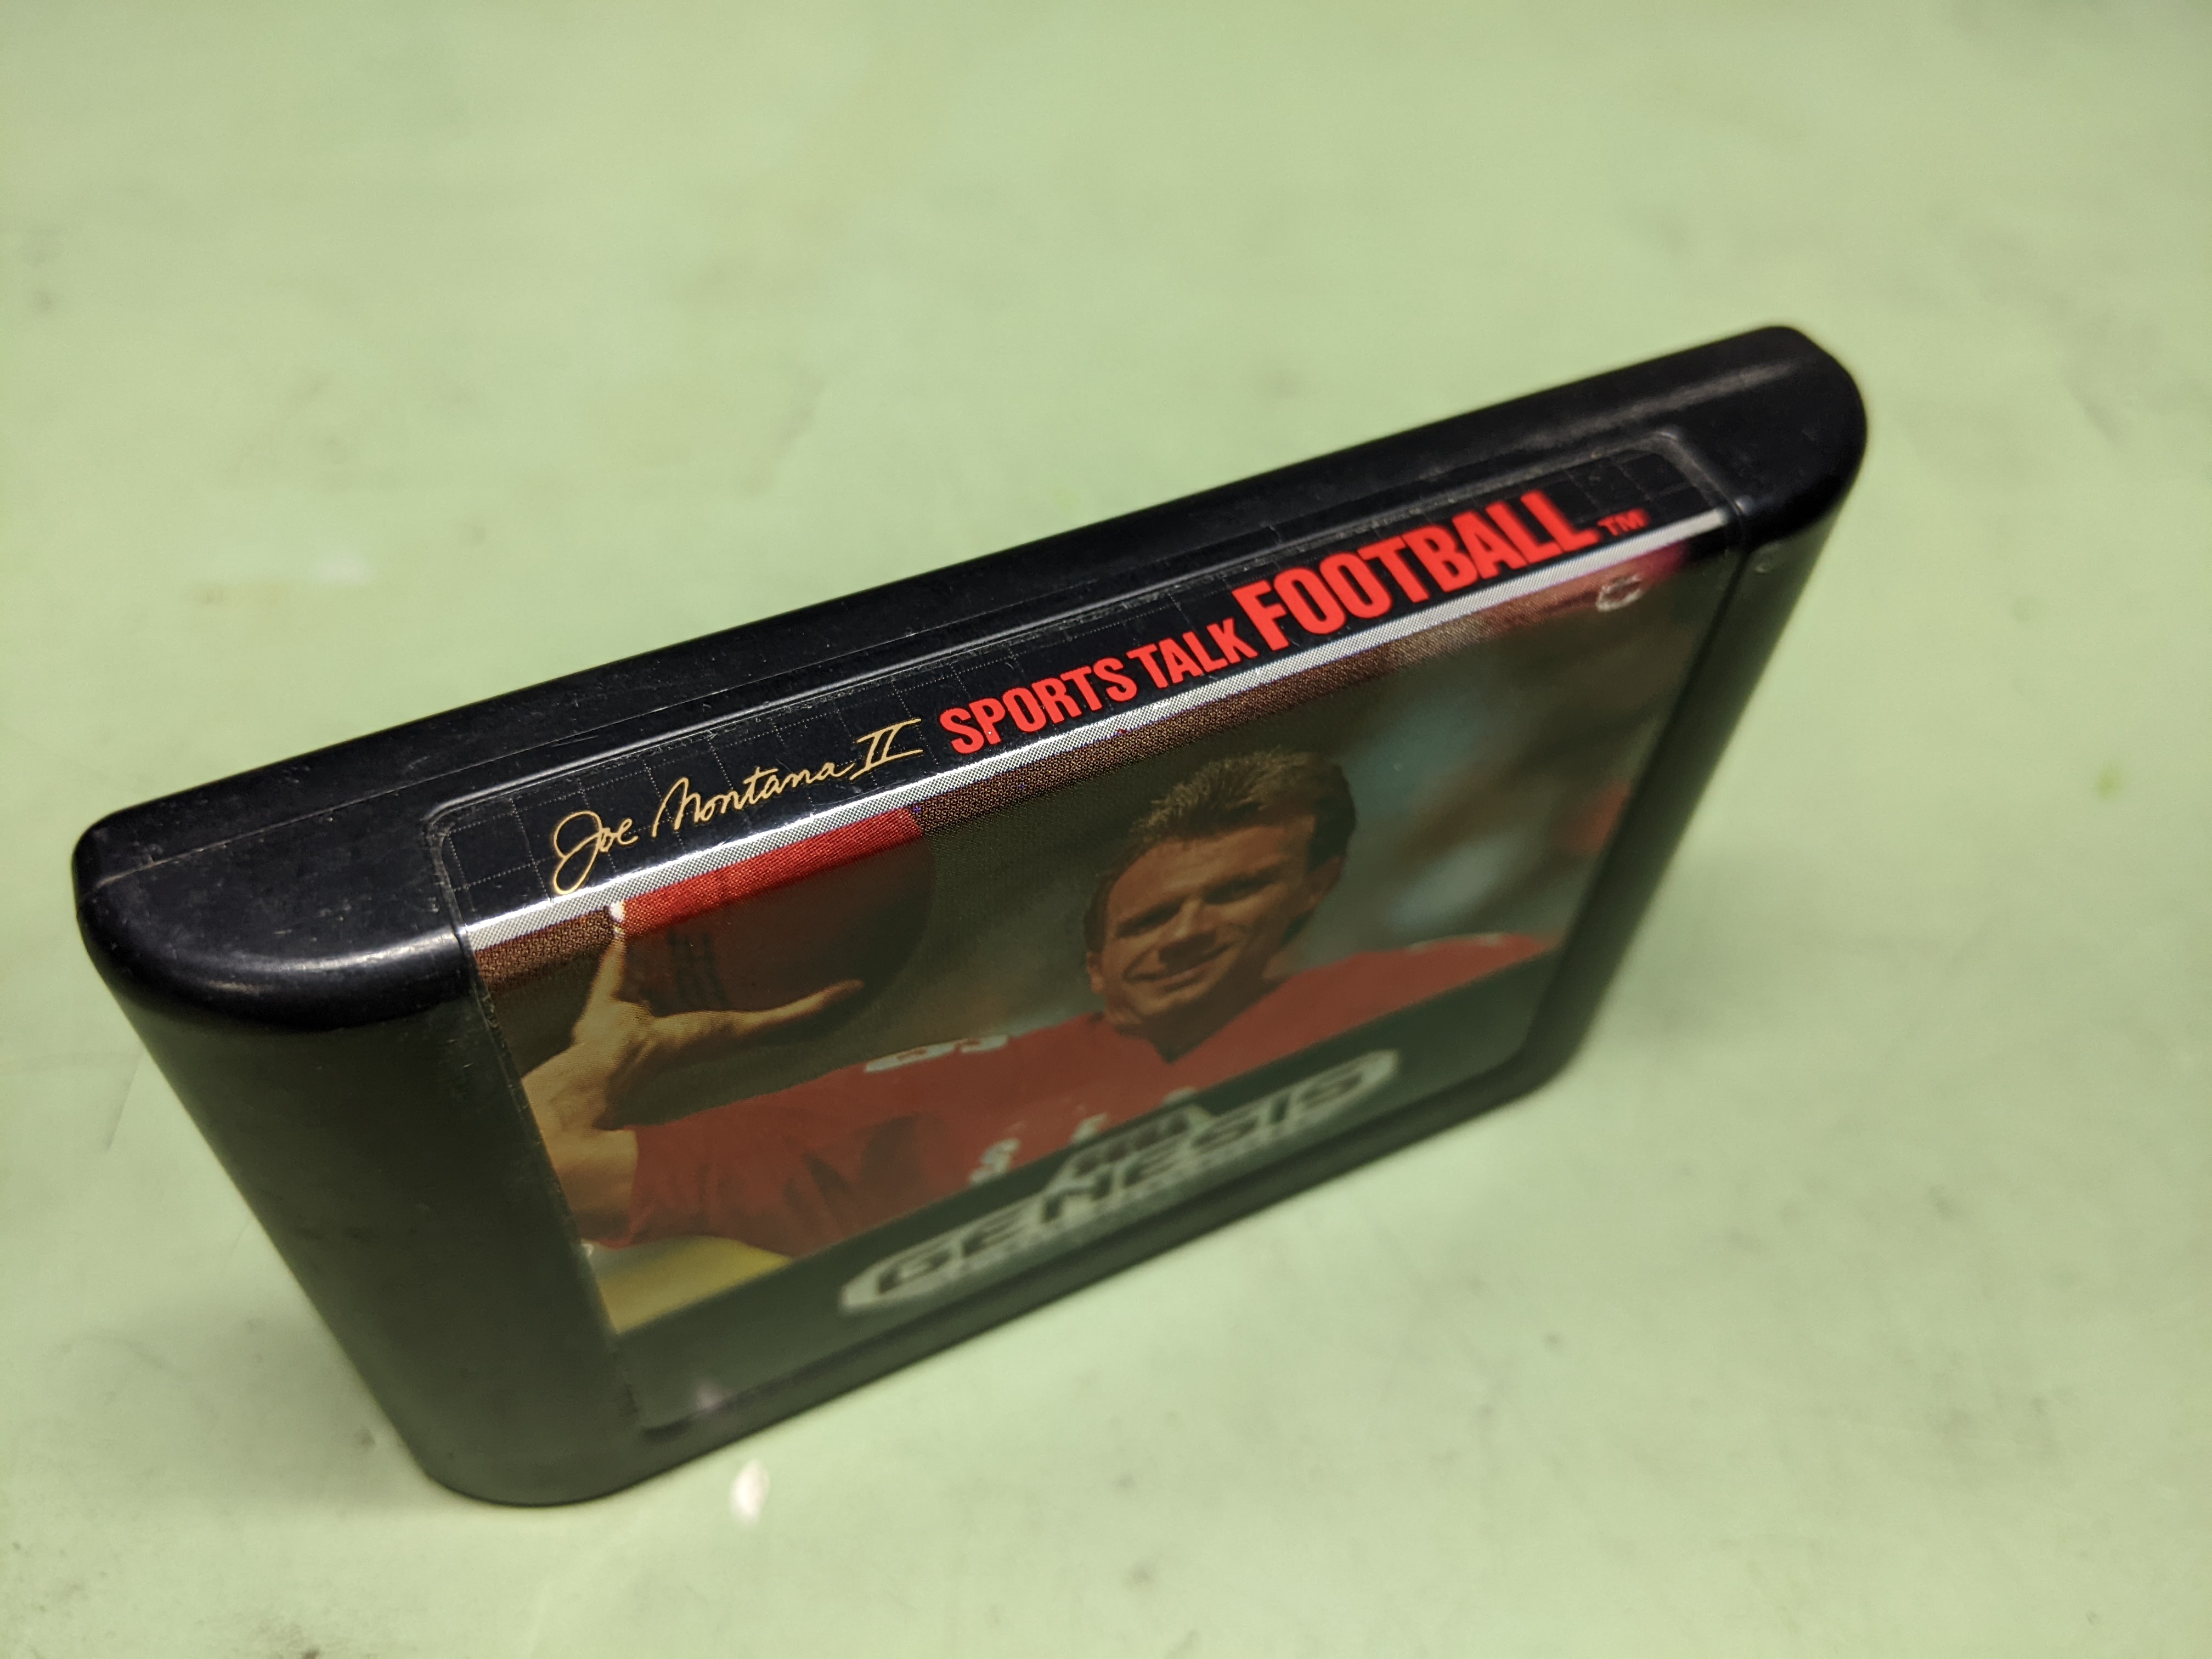 Joe Montana II SPORTS TALK FOOTBALL™
GENESIS